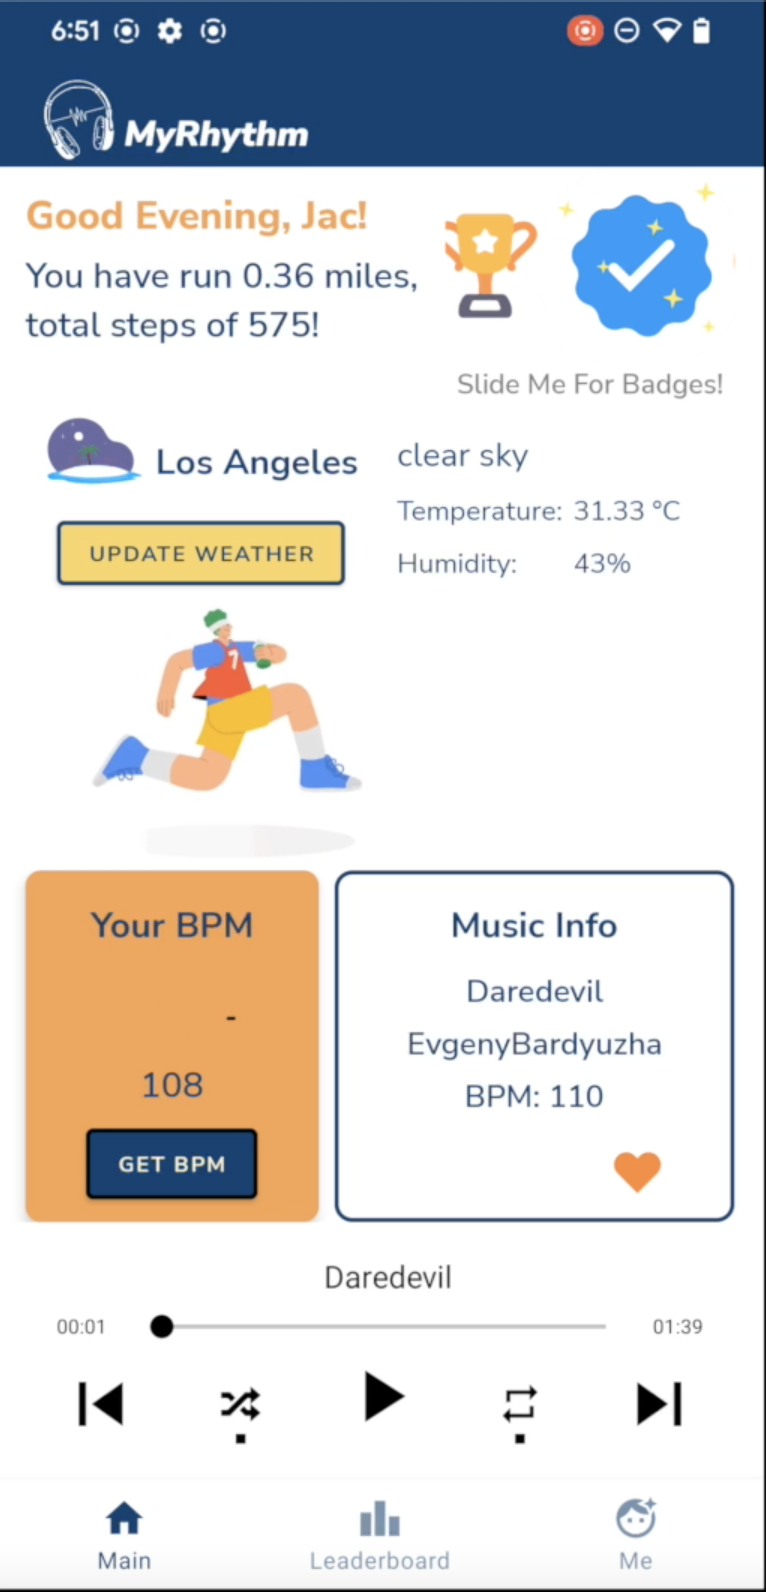 6:51
MyRhythm
Good Evening, Jac!
You have run 0.36 miles,
total steps of 575!
Slide Me For Badges!
Los Angeles
clear sky
Temperature: 31.33 °C
UPDATE WEATHER
Humidity: 43%
7
Your BPM
-
108
GET BPM
Music Info
Daredevil
EvgenyBardyuzha
BPM: 110
Daredevil
00:01
01:39
Main
Leaderboard
Me